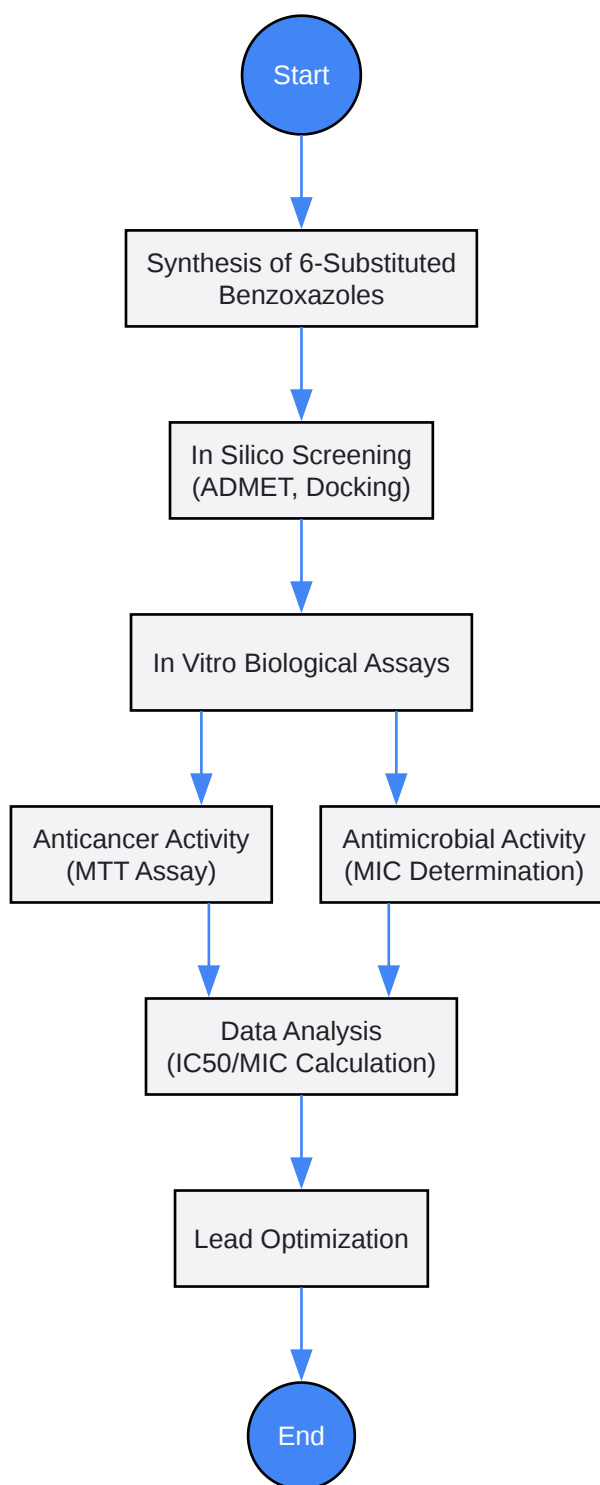 Start
Synthesis of 6-Substituted
Benzoxazoles
In Silico Screening
(ADMET, Docking)
In Vitro Biological Assays
Anticancer Activity
(MTT Assay)
Antimicrobial Activity
(MIC Determination)
Data Analysis
(IC50/MIC Calculation)
Lead Optimization
End